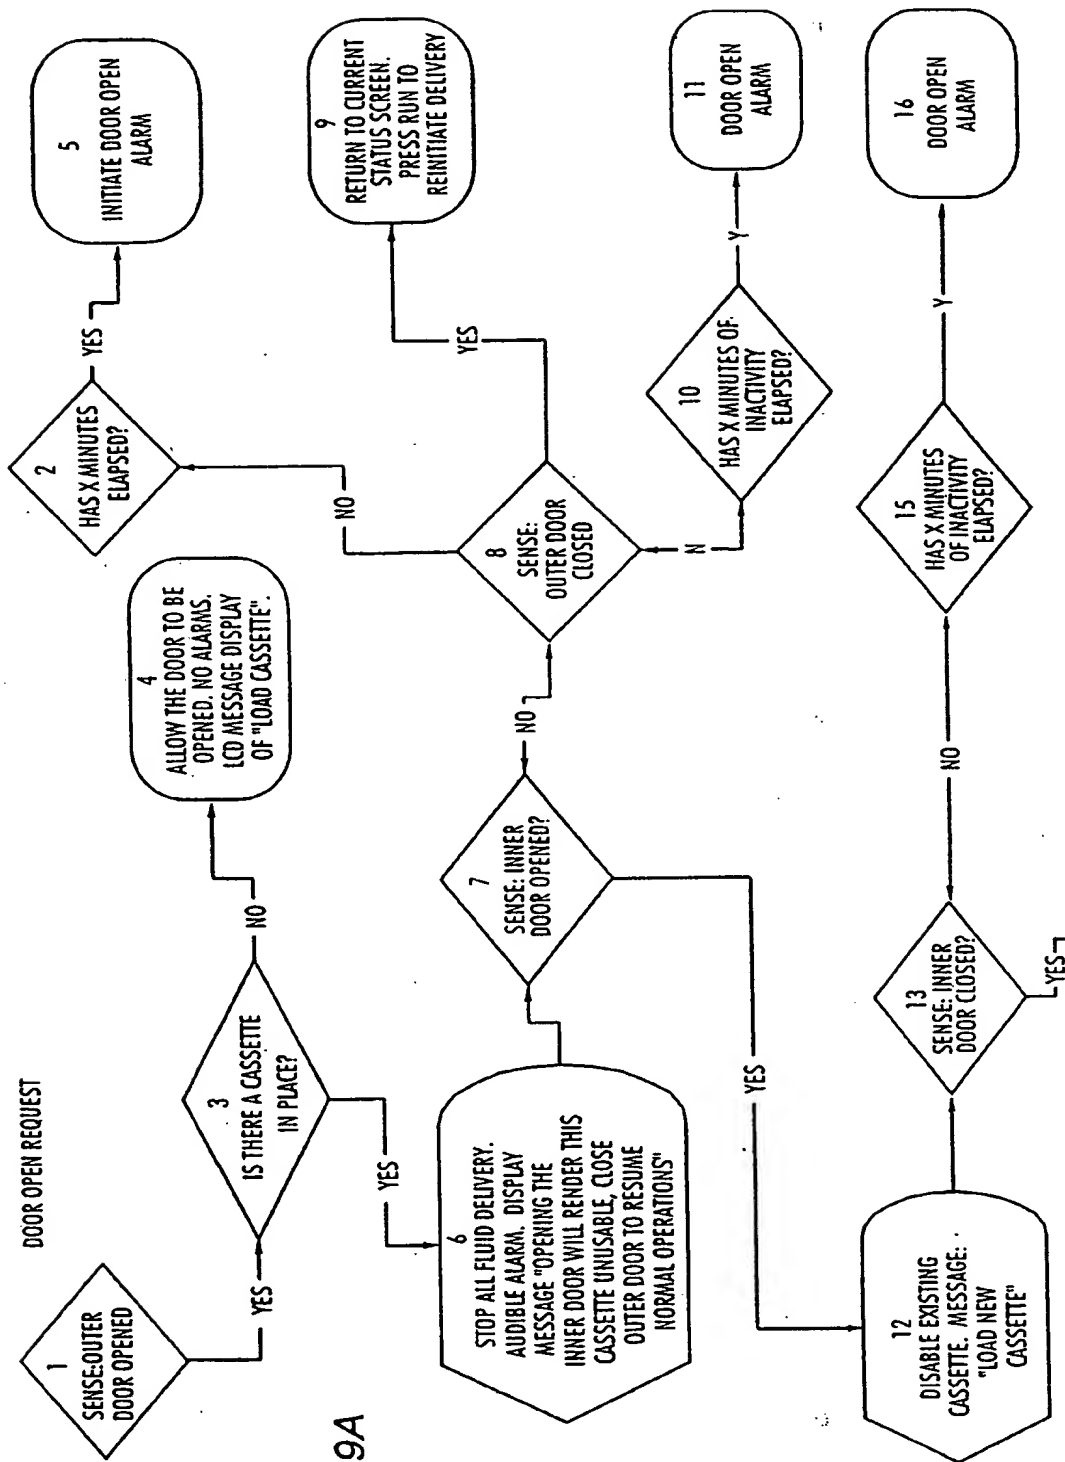 DOOR OPEN REQUEST
1
SENSE:OUTER
DOOR OPENED
YES
3
IS THERE A CASSETTE
IN PLACE?
NO
4
ALLOW THE DOOR TO BE
OPENED. NO ALARMS.
LCD MESSAGE DISPLAY
OF "LOAD CASSETTE".
2
HAS X MINUTES
ELAPSED?
YES
5
INITIATE DOOR OPEN
ALARM
YES
6
STOP ALL FLUID DELIVERY.
AUDIBLE ALARM. DISPLAY
MESSAGE "OPENING THE
INNER DOOR WILL RENDER THIS
CASSETTE UNUSABLE, CLOSE
OUTER DOOR TO RESUME
NORMAL OPERATIONS"
7
SENSE: INNER
DOOR OPENED?
NO
8
SENSE:
OUTER DOOR
CLOSED
NO
YES
9
RETURN TO CURRENT
STATUS SCREEN.
PRESS RUN TO
REINITIATE DELIVERY
N
10
HAS X MINUTES OF
INACTIVITY
ELAPSED?
Y
11
DOOR OPEN
ALARM
YES
12
DISABLE EXISTING
CASSETTE. MESSAGE:
"LOAD NEW
CASSETTE"
13
SENSE: INNER
DOOR CLOSED?
YES
NO
15
HAS X MINUTES
OF INACTIVITY
ELAPSED?
Y
16
DOOR OPEN
ALARM
9A